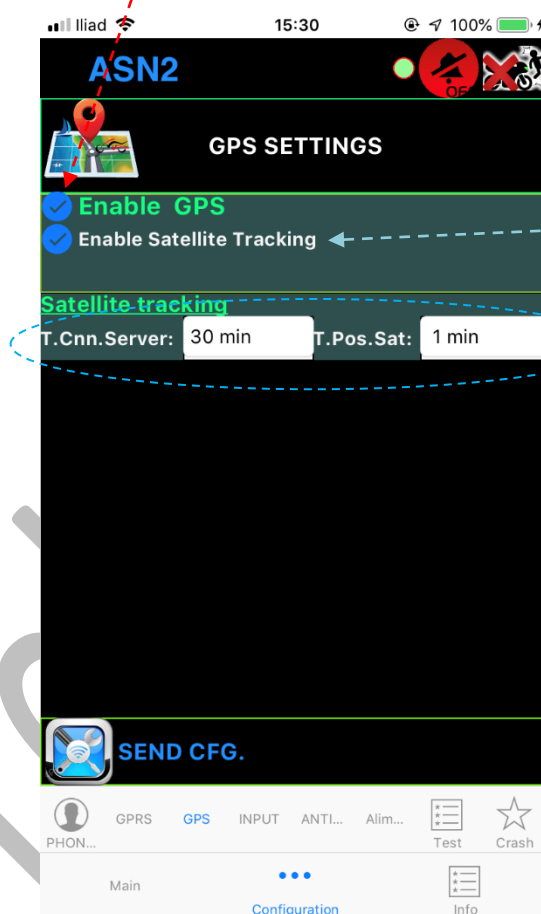 Iliad 15:30 100%
ASN2
OF
GPS SETTINGS
Enable GPS
Enable Satellite Tracking
Satellite tracking
T.Cnn.Server: 30 min T.Pos.Sat: 1 min
SEND CFG.
PHON... GPRS GPS INPUT ANTI... Alim... Test Crash
Main Configuration Info